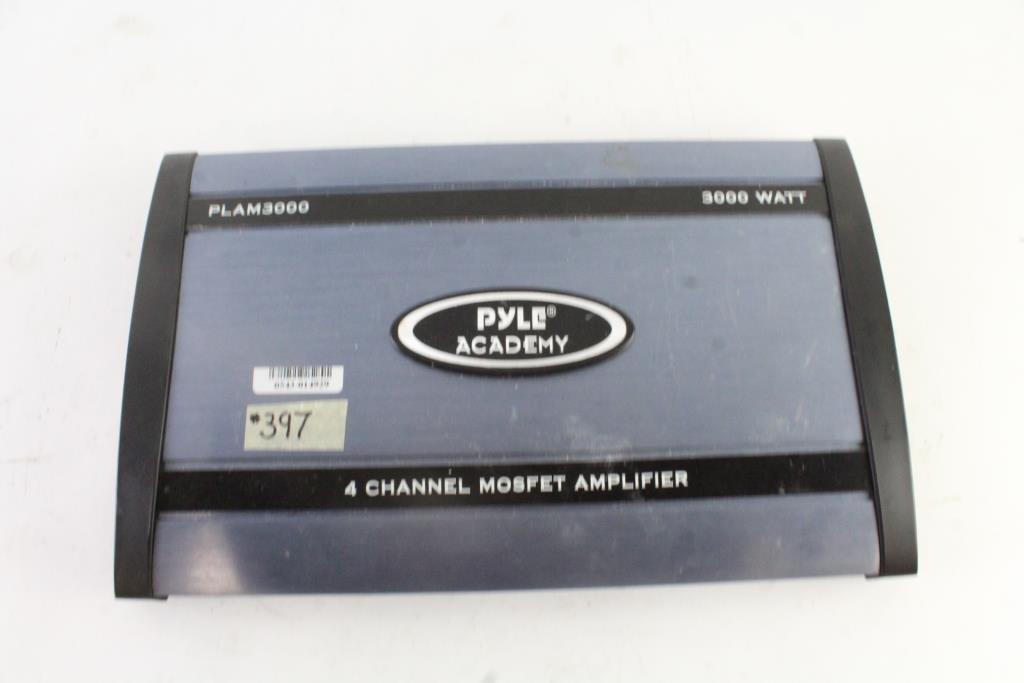 PLAM3000
3000 WATT
PYLE®
ACADEMY
#397
4 CHANNEL MOSFET AMPLIFIER